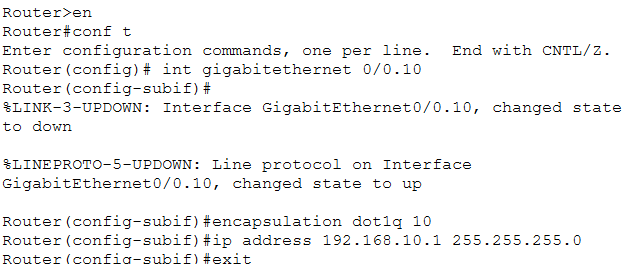 Router>en
Router#conf t
Enter configuration commands, one per line.  End with CNTL/Z.
Router(config)# int gigabitethernet 0/0.10
Router(config-subif)#
%LINK-3-UPDOWN: Interface GigabitEthernet0/0.10, changed state
to down
%LINEPROTO-5-UPDOWN: Line protocol on Interface
GigabitEthernet0/0.10, changed state to up
Router(config-subif)#encapsulation dot1q 10
Router(config-subif)#ip address 192.168.10.1 255.255.255.0
Router(config-subif)#exit